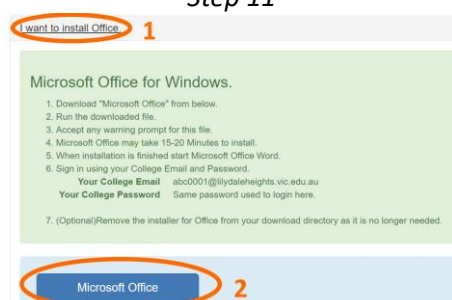 Step 11
I want to install Office. 1
Microsoft Office for Windows.
1. Download "Microsoft Office" from below.
2. Run the downloaded file.
3. Accept any warning prompt for this file.
4. Microsoft Office may take 15-20 Minutes to install.
5. When installation is finished start Microsoft Office Word.
6. Sign in using your College Email and Password.
Your College Email abc0001@lilydaleheights.vic.edu.au
Your College Password Same password used to login here.
7. (Optional)Remove the installer for Office from your download directory as it is no longer needed.
Microsoft Office 2